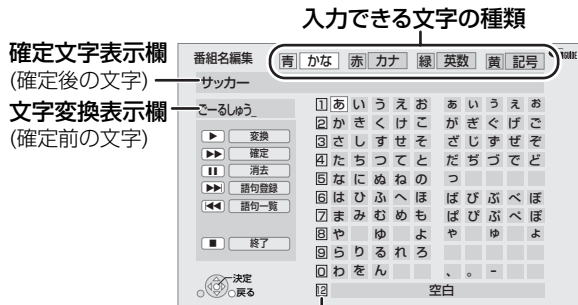 入力できる文字の種類
確定文字表示欄
(確定後の文字)
文字変換表示欄
(確定前の文字)
番組名編集 青 かな 赤 カナ 緑 英数 黄 記号
サッカー
ごーるしゅう_
変換
確定
消去
語句登録
語句一覧
終了
決定
戻る
1 あ い う え お ぁ ぃ ぅ ぇ ぉ
2 か き く け こ が ぎ ぐ げ ご
3 さ し す せ そ ざ じ ず ぜ ぞ
4 た ち つ て と だ ぢ づ で ど
5 な に ぬ ね の っ
6 は ひ ふ へ ほ ば び ぶ べ ぼ
7 ま み む め も ぱ ぴ ぷ ぺ ぽ
8 や ゆ よ ゃ ゅ ょ
9 ら り る れ ろ
0 わ を ん 、 。 -
12 空白